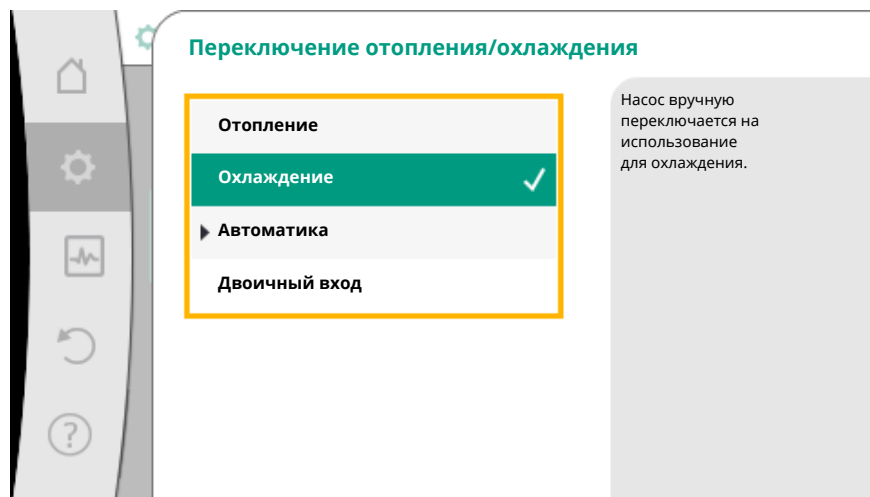 Переключение отопления/охлаждения
Отопление
Охлаждение
Автоматика
Двоичный вход
Насос вручную
переключается на
использование
для охлаждения.
?